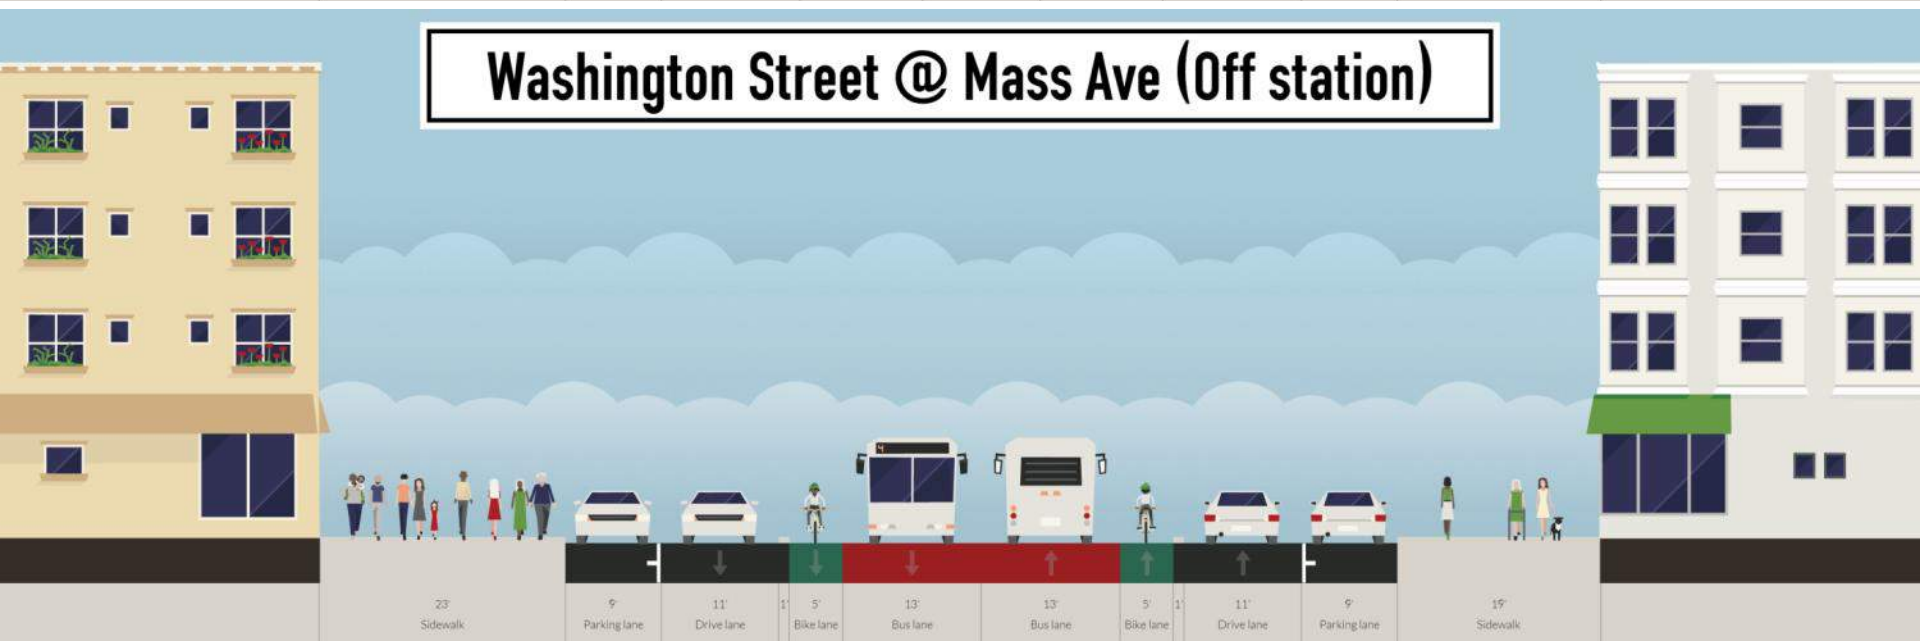 Washington Street @ Mass Ave (Off station)
4
23' 9' 11' 1' 5' 13' 13' 5' 1' 11' 9' 19'
Sidewalk Parking lane Drive lane Bike lane Bus lane Bus lane Bike lane Drive lane Parking lane Sidewalk